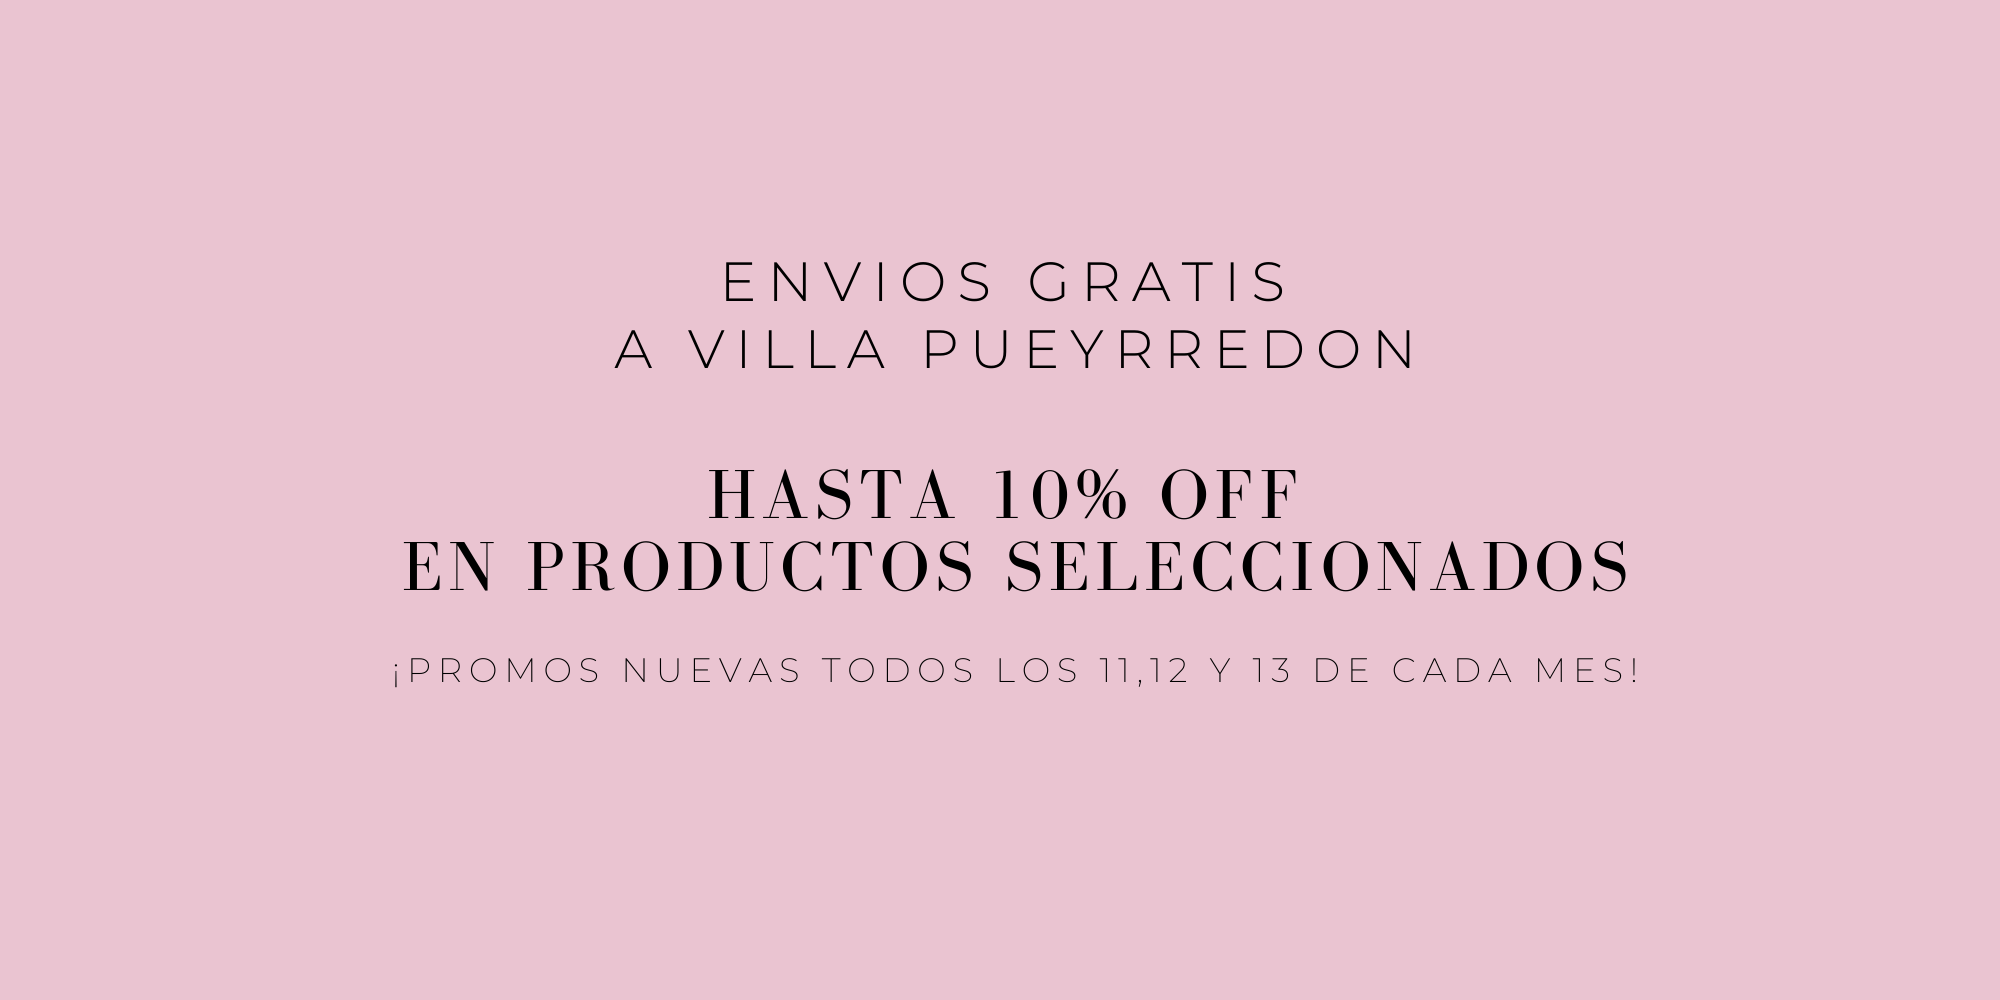 ENVIOS GRATIS
A VILLA PUEYRREDON
HASTA 10% OFF
EN PRODUCTOS SELECCIONADOS
¡PROMOS NUEVAS TODOS LOS 11,12 Y 13 DE CADA MES!